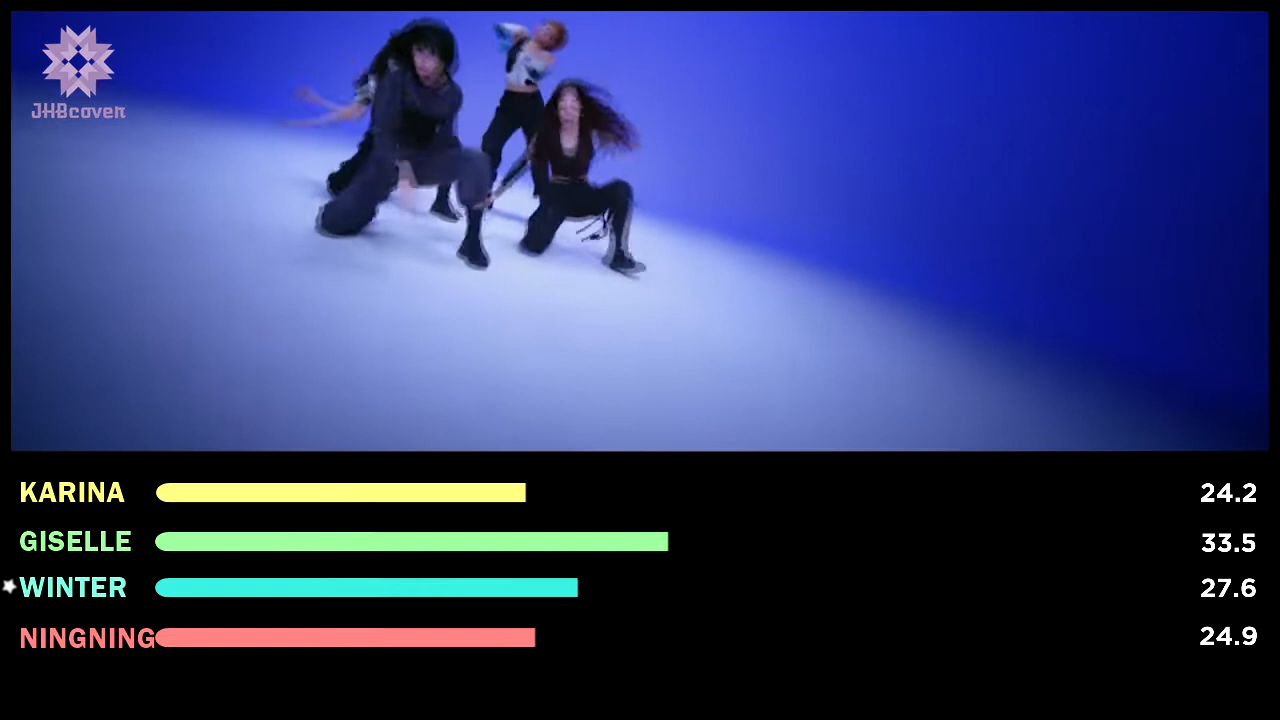 JHBcover
KARINA 24.2
GISELLE 33.5
WINTER 27.6
NINGNING 24.9